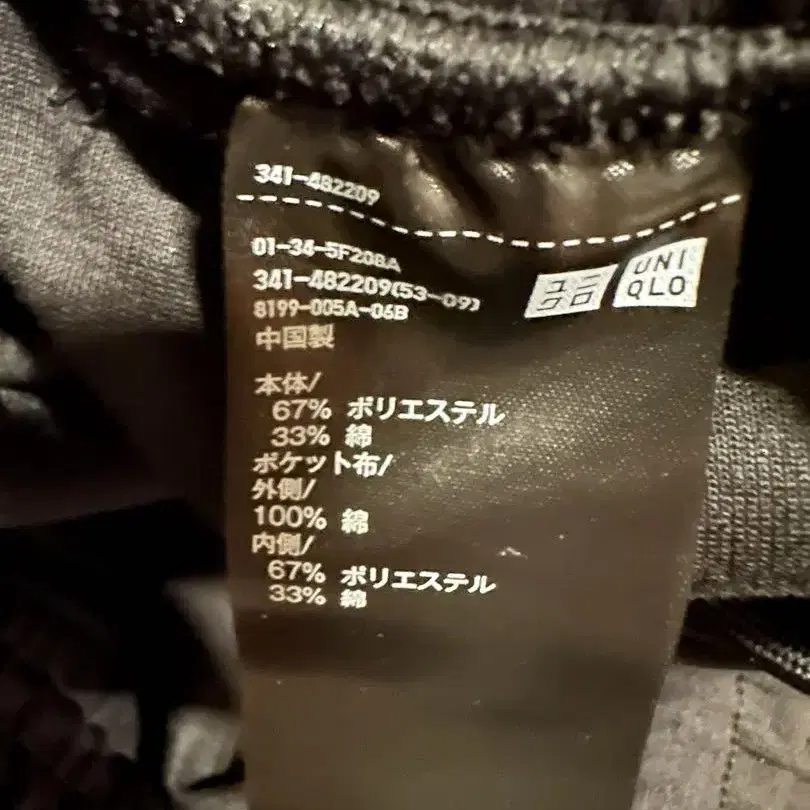 341-482209
01-34-5F208A
341-482209(53-09)
8199-005A-06B
ユニ
クロ
UNI
QLO
中国製
本体/
67% ポリエステル
33% 綿
ポケット布/
外側/
100% 綿
内側/
67% ポリエステル
33% 綿